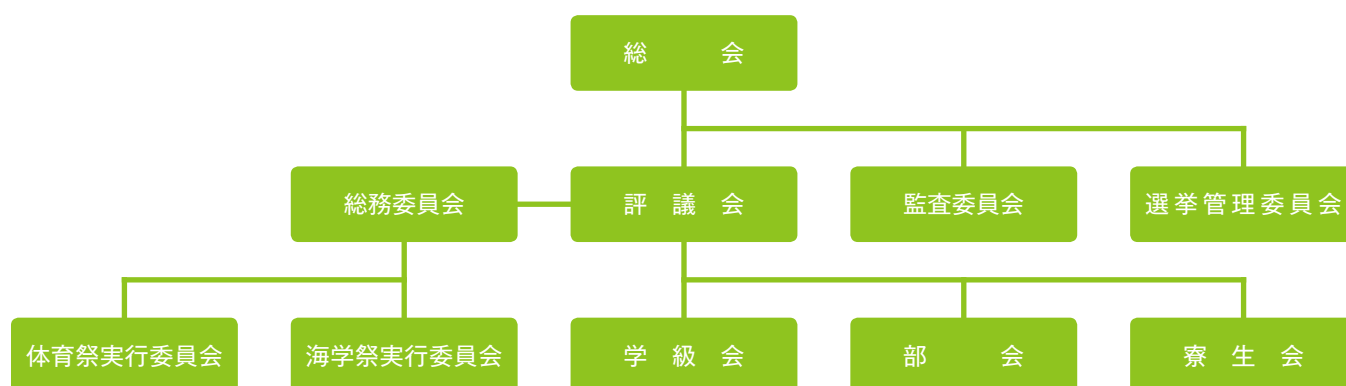 総会
総務委員会
評議会
監査委員会
選挙管理委員会
体育祭実行委員会
海学祭実行委員会
学級会
部会
寮生会